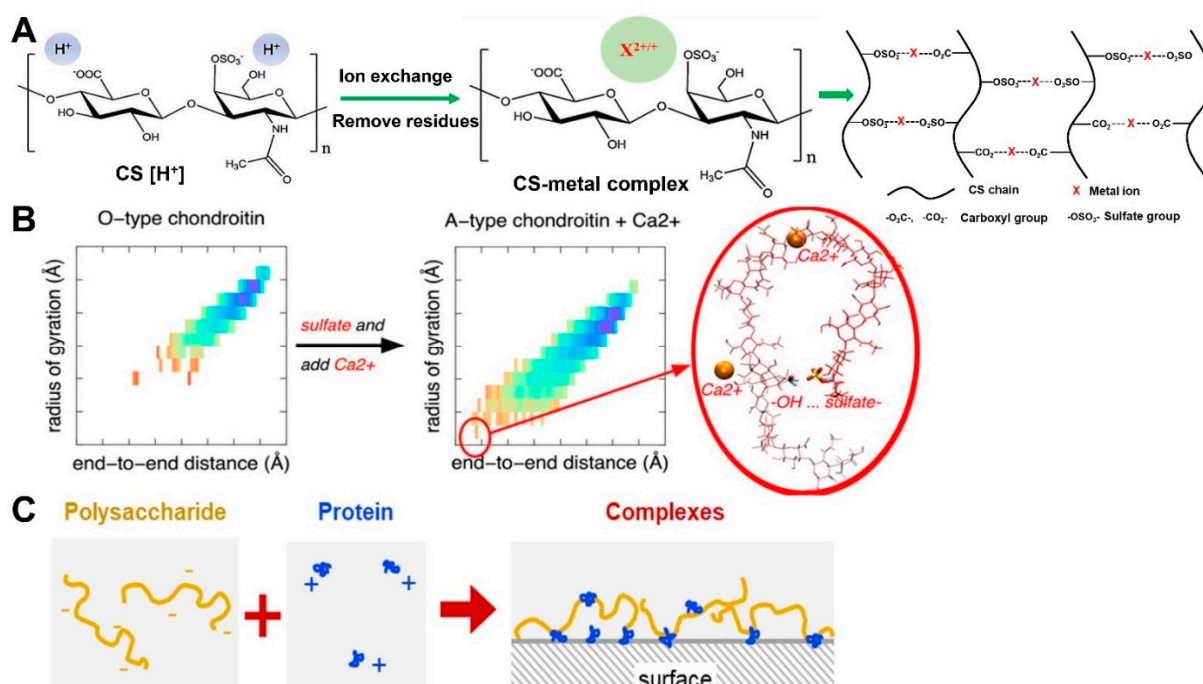 A
H⁺
H⁺
⁻OOC
OSO₃⁻
OH
O
O
O
O
O
HO
OH
NH
H₃C
O
n
CS [H⁺]
Ion exchange
Remove residues
X²⁺/⁺
⁻OOC
OSO₃⁻
OH
O
O
O
O
O
HO
OH
NH
H₃C
O
n
CS-metal complex
-OSO₃⁻---X---⁻O₂C-
-OSO₃⁻---X---⁻O₃SO
-OSO₃⁻---X---⁻O₃SO
-OSO₃⁻---X---⁻O₂SO
-CO₂⁻---X---⁻O₂C-
-CO₂⁻---X---⁻O₂C-
CS chain
X Metal ion
-O₂C-, -CO₂⁻ Carboxyl group
-OSO₃- Sulfate group
B
O-type chondroitin
radius of gyration (Å)
end-to-end distance (Å)
sulfate and
add Ca2+
A-type chondroitin + Ca2+
radius of gyration (Å)
end-to-end distance (Å)
Ca2+
Ca2+
-OH ... sulfate-
C
Polysaccharide
Protein
Complexes
- - - - -
+
+ + +
surface